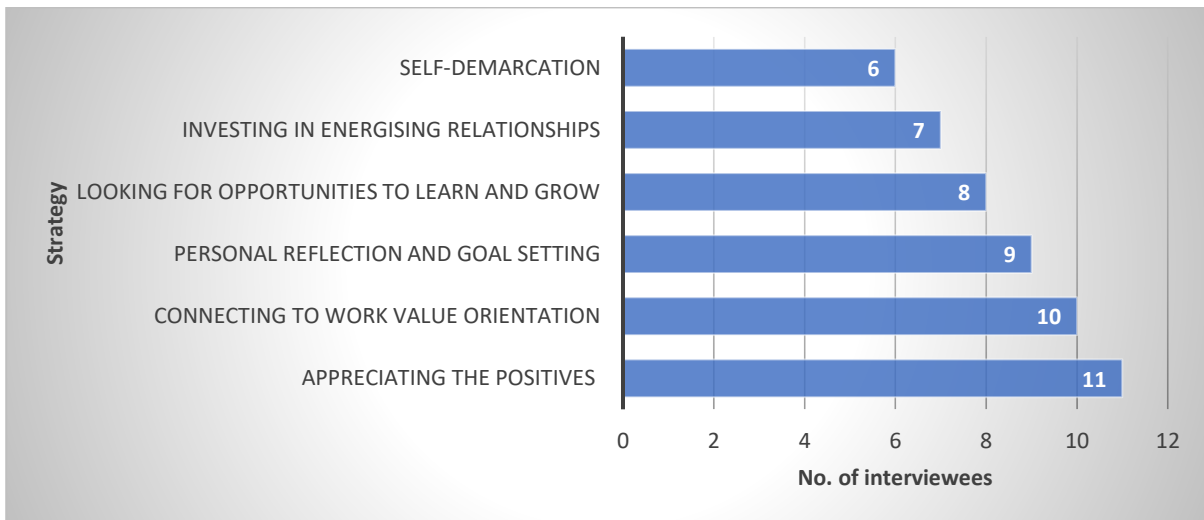 SELF-DEMARCATION
6
INVESTING IN ENERGISING RELATIONSHIPS
7
LOOKING FOR OPPORTUNITIES TO LEARN AND GROW
8
PERSONAL REFLECTION AND GOAL SETTING
9
CONNECTING TO WORK VALUE ORIENTATION
10
APPRECIATING THE POSITIVES
11
Strategy
0 2 4 6 8 10 12
No. of interviewees